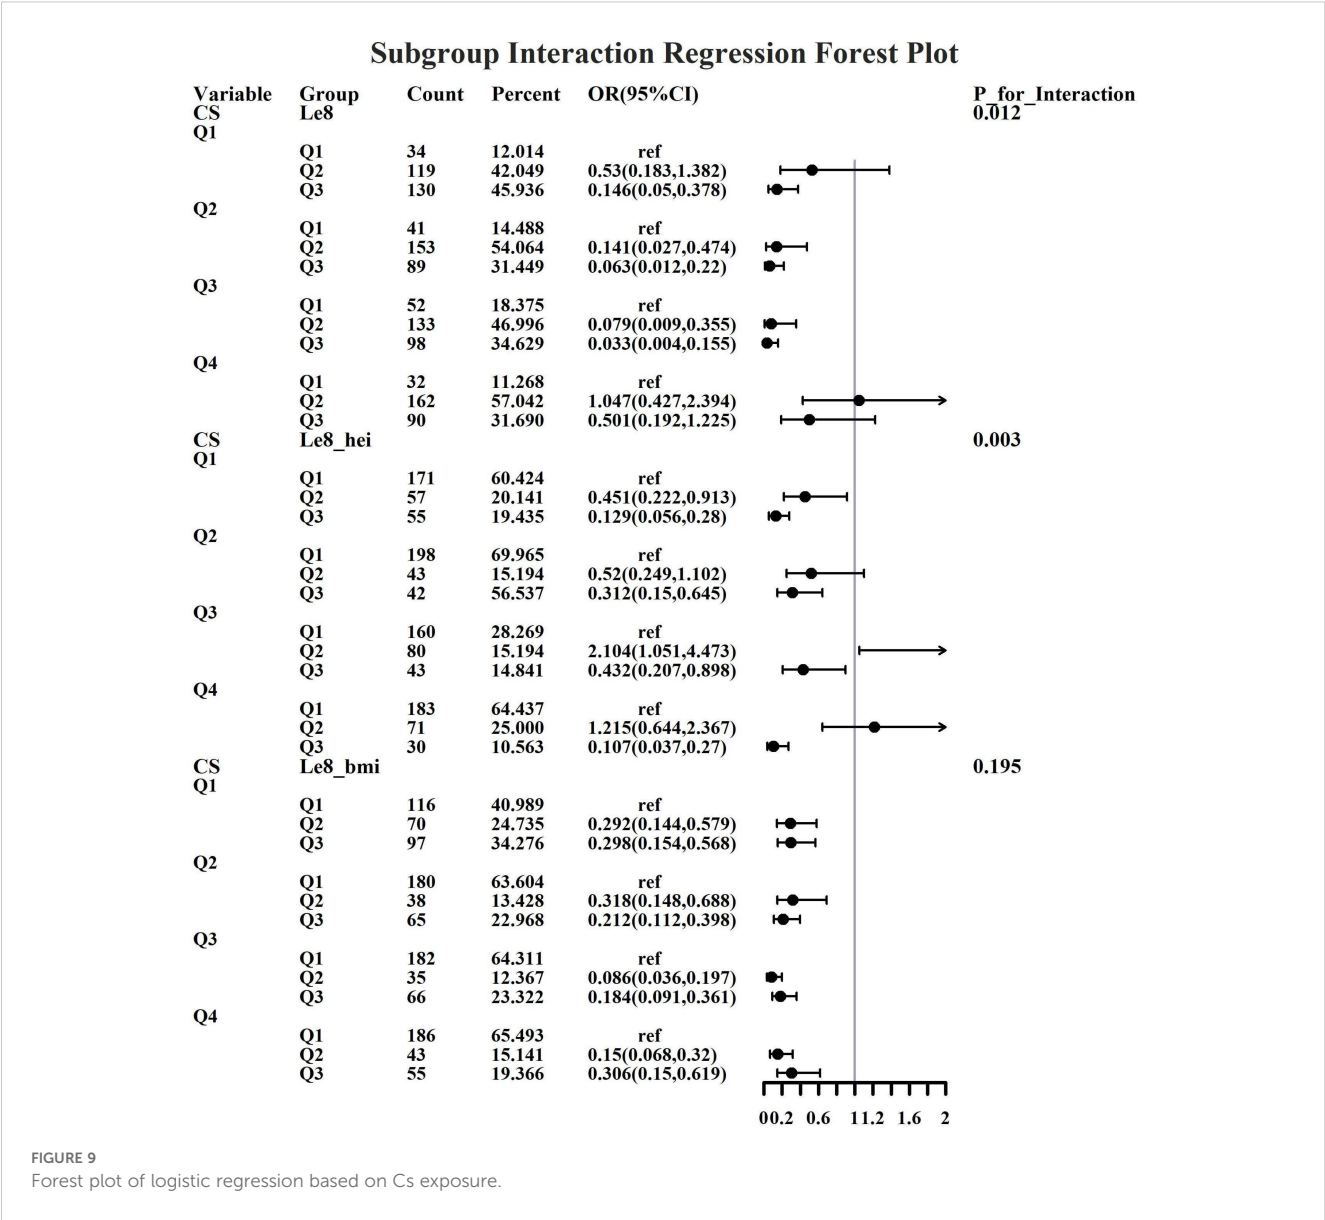 Subgroup Interaction Regression Forest Plot
Variable Group Count Percent OR(95%CI) P_for_Interaction
CS Le8 0.012
Q1
Q1 34 12.014 ref
Q2 119 42.049 0.53(0.183,1.382)
Q3 130 45.936 0.146(0.05,0.378)
Q2
Q1 41 14.488 ref
Q2 153 54.064 0.141(0.027,0.474)
Q3 89 31.449 0.063(0.012,0.22)
Q3
Q1 52 18.375 ref
Q2 133 46.996 0.079(0.009,0.355)
Q3 98 34.629 0.033(0.004,0.155)
Q4
Q1 32 11.268 ref
Q2 162 57.042 1.047(0.427,2.394)
Q3 90 31.690 0.501(0.192,1.225)
CS Le8_hei 0.003
Q1
Q1 171 60.424 ref
Q2 57 20.141 0.451(0.222,0.913)
Q3 55 19.435 0.129(0.056,0.28)
Q2
Q1 198 69.965 ref
Q2 43 15.194 0.52(0.249,1.102)
Q3 42 56.537 0.312(0.15,0.645)
Q3
Q1 160 28.269 ref
Q2 80 15.194 2.104(1.051,4.473)
Q3 43 14.841 0.432(0.207,0.898)
Q4
Q1 183 64.437 ref
Q2 71 25.000 1.215(0.644,2.367)
Q3 30 10.563 0.107(0.037,0.27)
CS Le8_bmi 0.195
Q1
Q1 116 40.989 ref
Q2 70 24.735 0.292(0.144,0.579)
Q3 97 34.276 0.298(0.154,0.568)
Q2
Q1 180 63.604 ref
Q2 38 13.428 0.318(0.148,0.688)
Q3 65 22.968 0.212(0.112,0.398)
Q3
Q1 182 64.311 ref
Q2 35 12.367 0.086(0.036,0.197)
Q3 66 23.322 0.184(0.091,0.361)
Q4
Q1 186 65.493 ref
Q2 43 15.141 0.15(0.068,0.32)
Q3 55 19.366 0.306(0.15,0.619)
0 0.2 0.6 1 1.2 1.6 2
FIGURE 9
Forest plot of logistic regression based on Cs exposure.